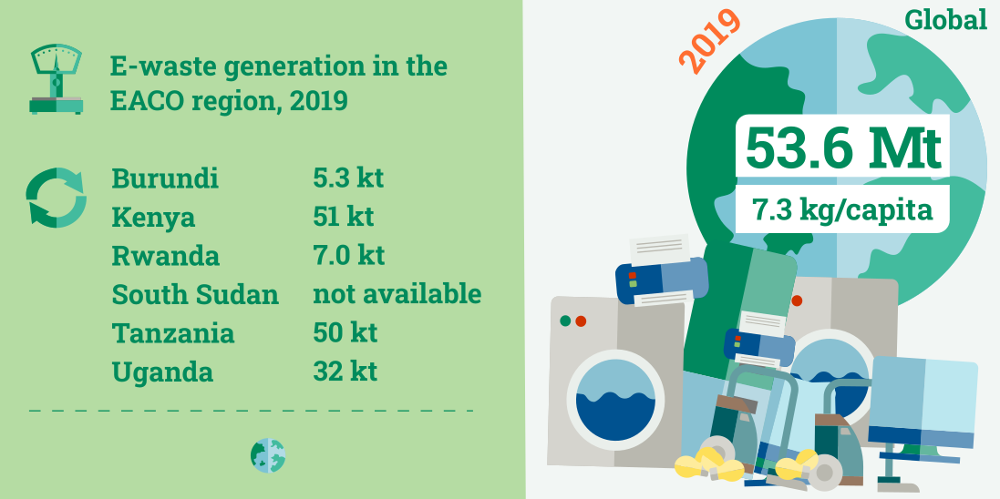 E-waste generation in the
EACO region, 2019
Burundi 5.3 kt
Kenya 51 kt
Rwanda 7.0 kt
South Sudan not available
Tanzania 50 kt
Uganda 32 kt
2019
Global
53.6 Mt
7.3 kg/capita